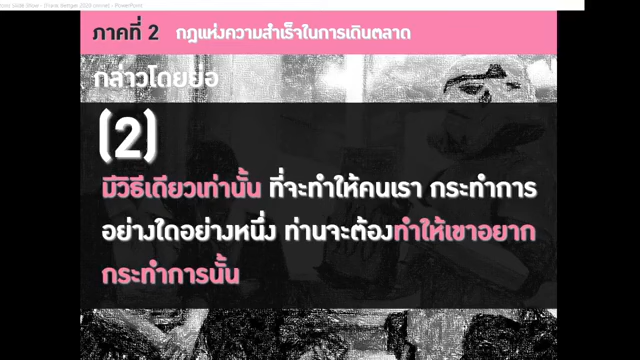 ภาคที่ 2 กฎแห่งความสำเร็จในการเดินตลาด
กล่าวโดยย่อ
(2)
มีวิธีเดียวเท่านั้น ที่จะทำให้คนเรา กระทำการ
อย่างใดอย่างหนึ่ง ท่านจะต้องทำให้เขาอยาก
กระทำการนั้น